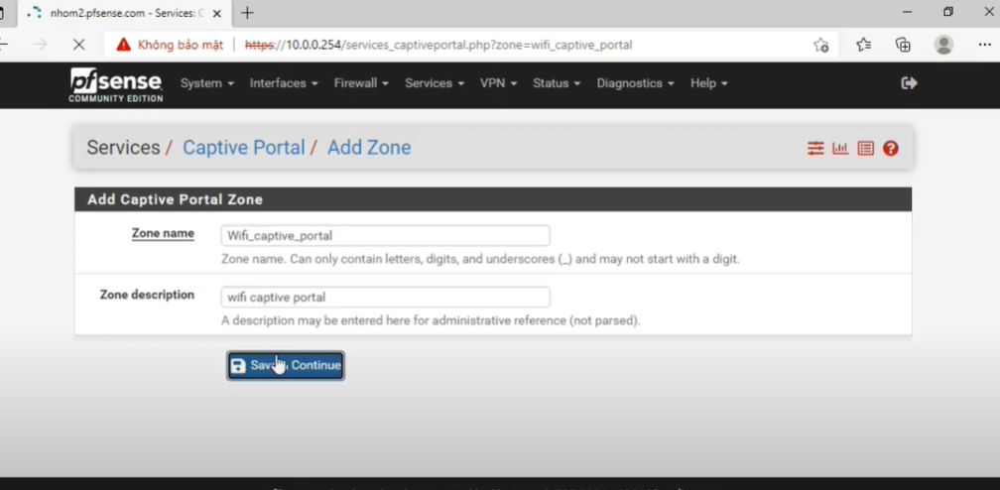 nhom2.pfsense.com - Services: C
Không bảo mật | https://10.0.0.254/services_captiveportal.php?zone=wifi_captive_portal
pfsense System Interfaces Firewall Services VPN Status Diagnostics Help
COMMUNITY EDITION
Services / Captive Portal / Add Zone
Add Captive Portal Zone
Zone name Wifi_captive_portal
Zone name. Can only contain letters, digits, and underscores (_) and may not start with a digit.
Zone description wifi captive portal
A description may be entered here for administrative reference (not parsed).
Continue